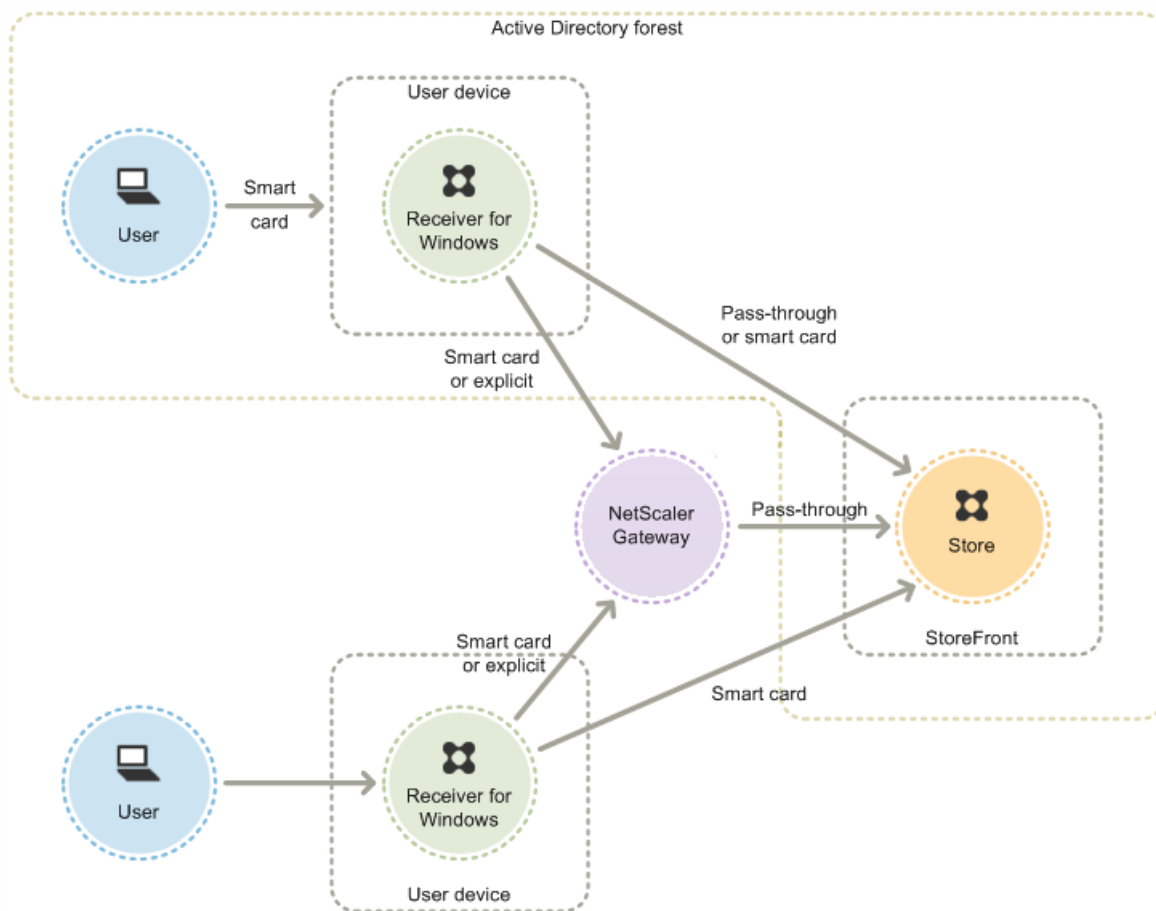 Active Directory forest
User device
Smart
card
User
Receiver for
Windows
Pass-through
or smart card
Smart card
or explicit
NetScaler
Gateway
Pass-through
Store
StoreFront
Smart card
or explicit
Smart card
User
Receiver for
Windows
User device